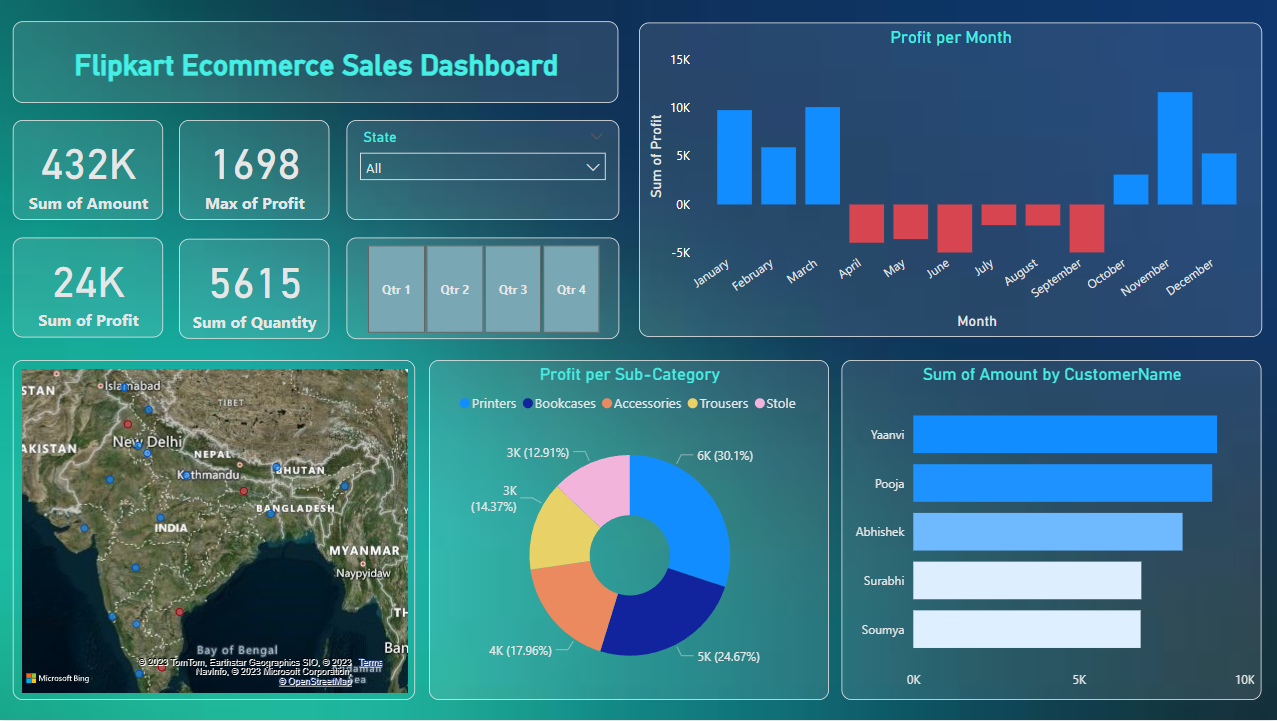 Flipkart Ecommerce Sales Dashboard
432K
Sum of Amount
1698
Max of Profit
State
All
24K
Sum of Profit
5615
Sum of Quantity
Qtr 1
Qtr 2
Qtr 3
Qtr 4
Profit per Month
Sum of Profit
15K
10K
5K
0K
-5K
January
February
March
April
May
June
July
August
September
October
November
December
Month
STAN
Islamabad
TIBET
AKISTAN
New Delhi
NEPAL
Kathmandu
BHUTAN
BANGLADESH
INDIA
MYANMAR
Naypyidaw
TH
Ban
Bay of Bengal
© 2023 TomTom, Earthstar Geographics SIO, © 2023 Terms
NavInfo, © 2023 Microsoft Corporation,
© OpenStreetMap
Microsoft Bing
Profit per Sub-Category
Printers
Bookcases
Accessories
Trousers
Stole
3K (12.91%)
6K (30.1%)
3K
(14.37%)
4K (17.96%)
5K (24.67%)
Sum of Amount by CustomerName
Yaanvi
Pooja
Abhishek
Surabhi
Soumya
0K
5K
10K